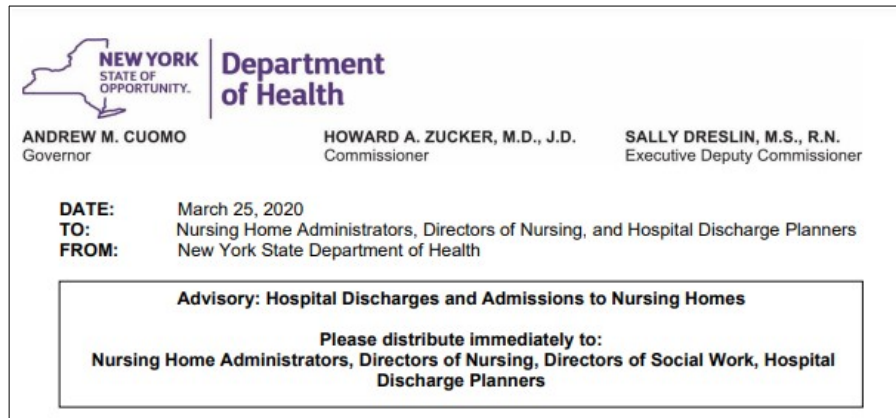 NEW YORK
STATE OF
OPPORTUNITY.
Department
of Health
ANDREW M. CUOMO
Governor
HOWARD A. ZUCKER, M.D., J.D.
Commissioner
SALLY DRESLIN, M.S., R.N.
Executive Deputy Commissioner
DATE: March 25, 2020
TO: Nursing Home Administrators, Directors of Nursing, and Hospital Discharge Planners
FROM: New York State Department of Health
Advisory: Hospital Discharges and Admissions to Nursing Homes
Please distribute immediately to:
Nursing Home Administrators, Directors of Nursing, Directors of Social Work, Hospital
Discharge Planners